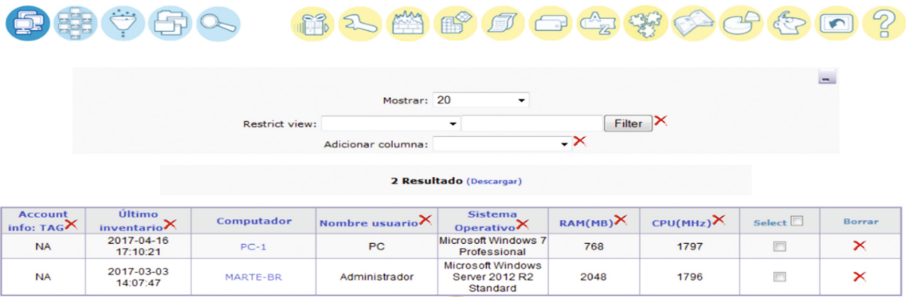 Mostrar: 20
Restrict view: Filter
Adicionar columna:
2 Resultado (Descargar)
Account info: TAG Último inventario Computador Nombre usuario Sistema Operativo RAM(MB) CPU(MHz) Select Borrar
NA 2017-04-16 17:10:21 PC-1 PC Microsoft Windows 7 Professional 768 1797
NA 2017-03-03 14:07:47 MARTE-BR Administrador Microsoft Windows Server 2012 R2 Standard 2048 1796